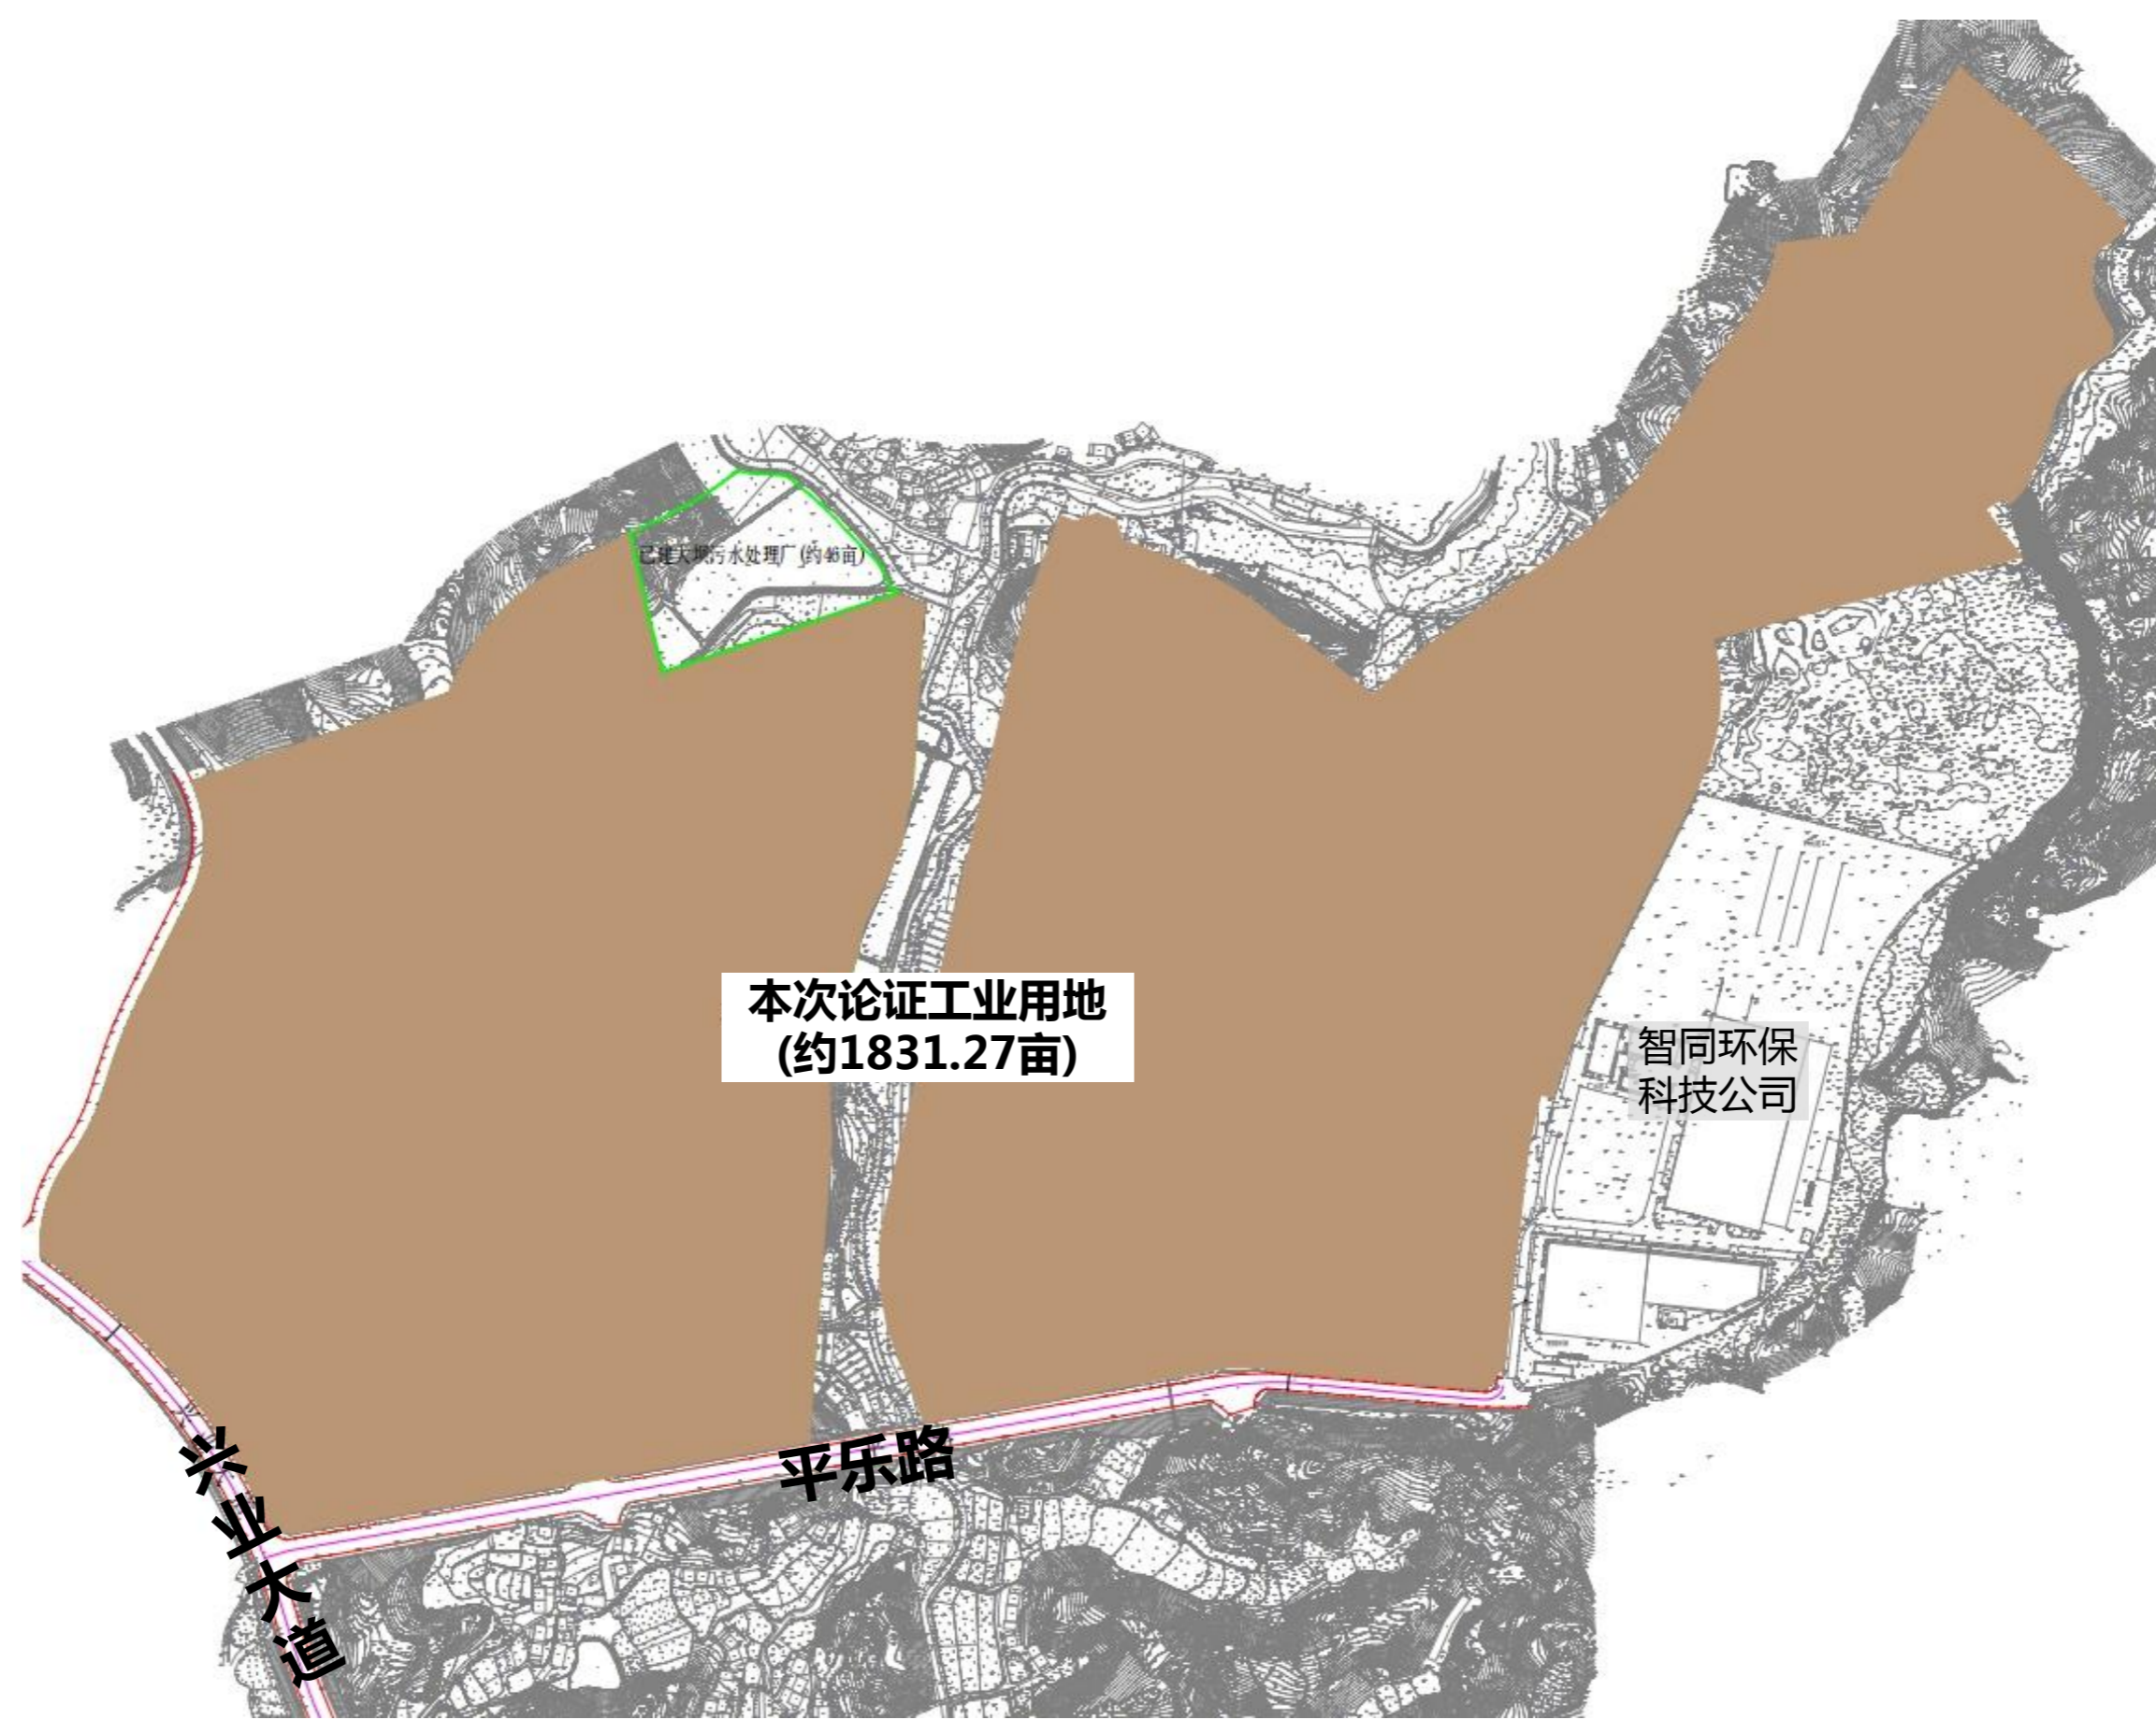 已建大坝污水处理厂(约46亩)
本次论证工业用地
(约1831.27亩)
智同环保
科技公司
平乐路
兴业大道